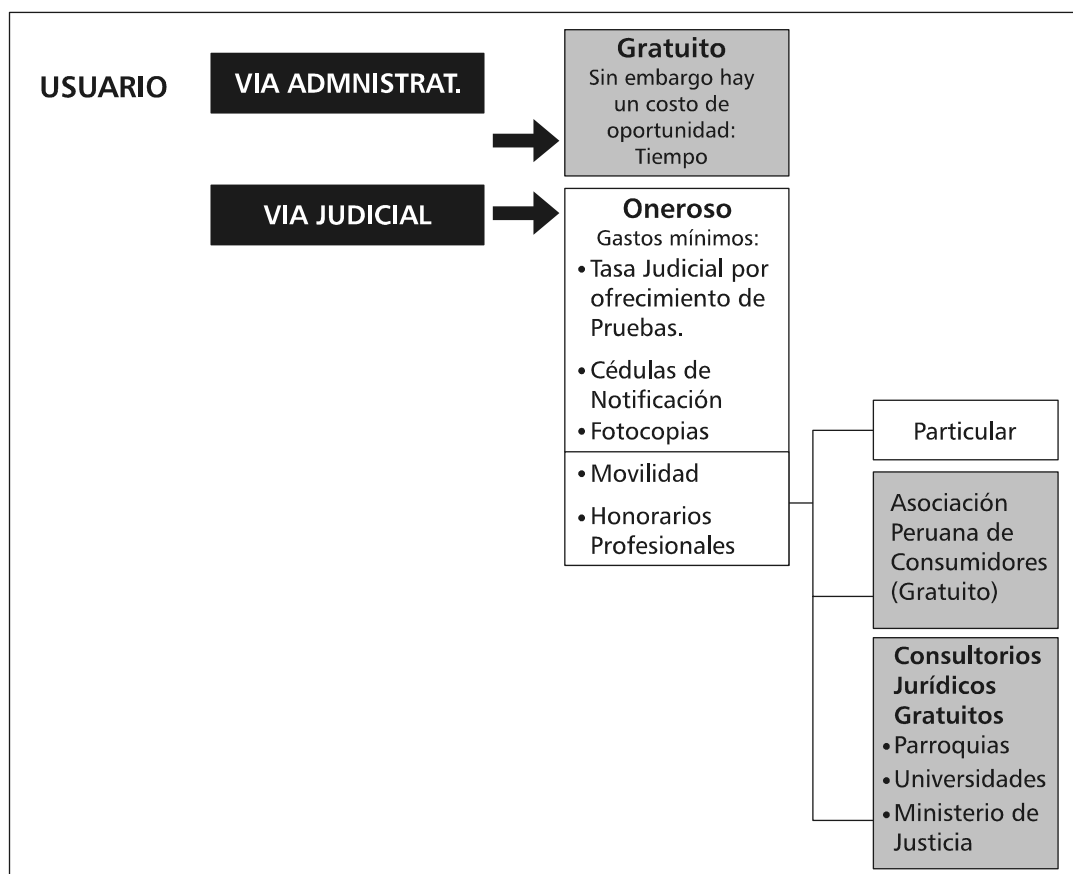 USUARIO
VIA ADMNISTRAT.
Gratuito
Sin embargo hay
un costo de
oportunidad:
Tiempo
VIA JUDICIAL
Oneroso
Gastos mínimos:
• Tasa Judicial por
ofrecimiento de
Pruebas.
• Cédulas de
Notificación
• Fotocopias
• Movilidad
• Honorarios
Profesionales
Particular
Asociación
Peruana de
Consumidores
(Gratuito)
Consultorios
Jurídicos
Gratuitos
• Parroquias
• Universidades
• Ministerio de
Justicia